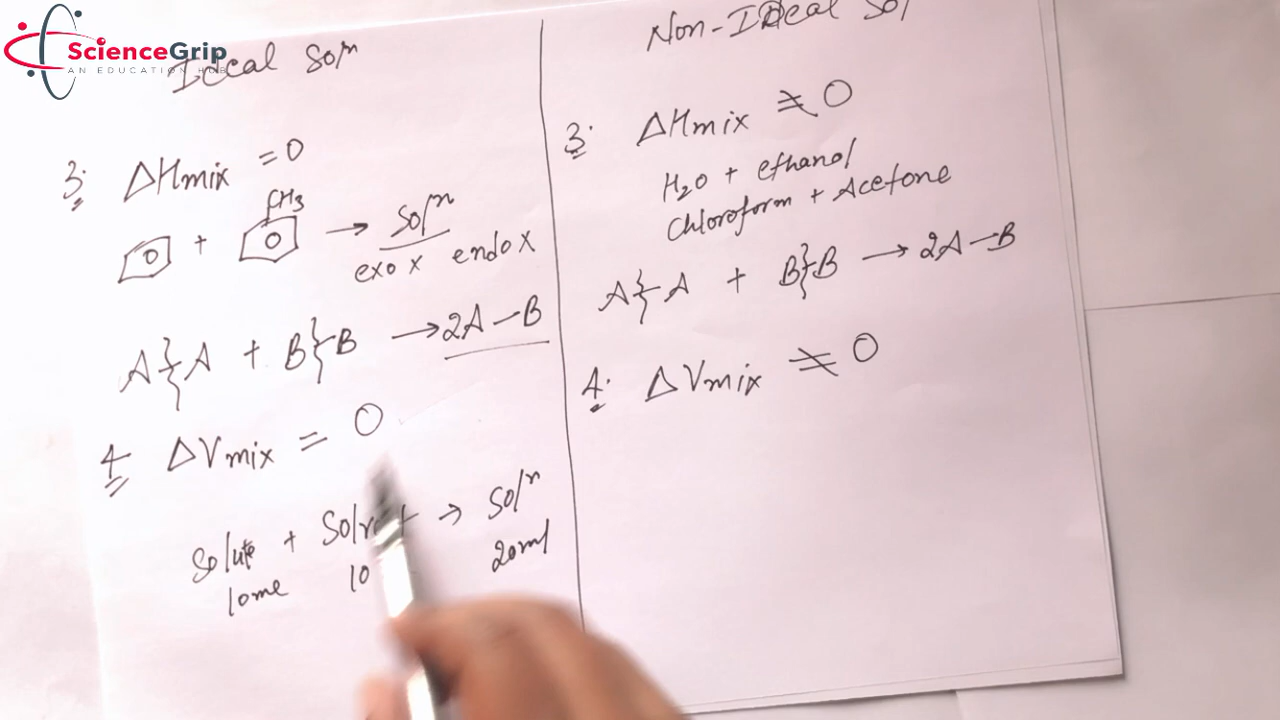 ScienceGrip
AN EDUCATION HUB
Ideal Solⁿ
3: ΔHmix = 0
CH3
+ → Solⁿ
exo x endo x
A}A + B}B → 2A-B
4 ΔVmix = 0
Solute + → Solⁿ
10ml 10 20ml
Non-Ideal Sol
3: ΔHmix ≠ 0
H2O + ethanol
Chloroform + Acetone
A}A + B}B → 2A-B
4: ΔVmix ≠ 0